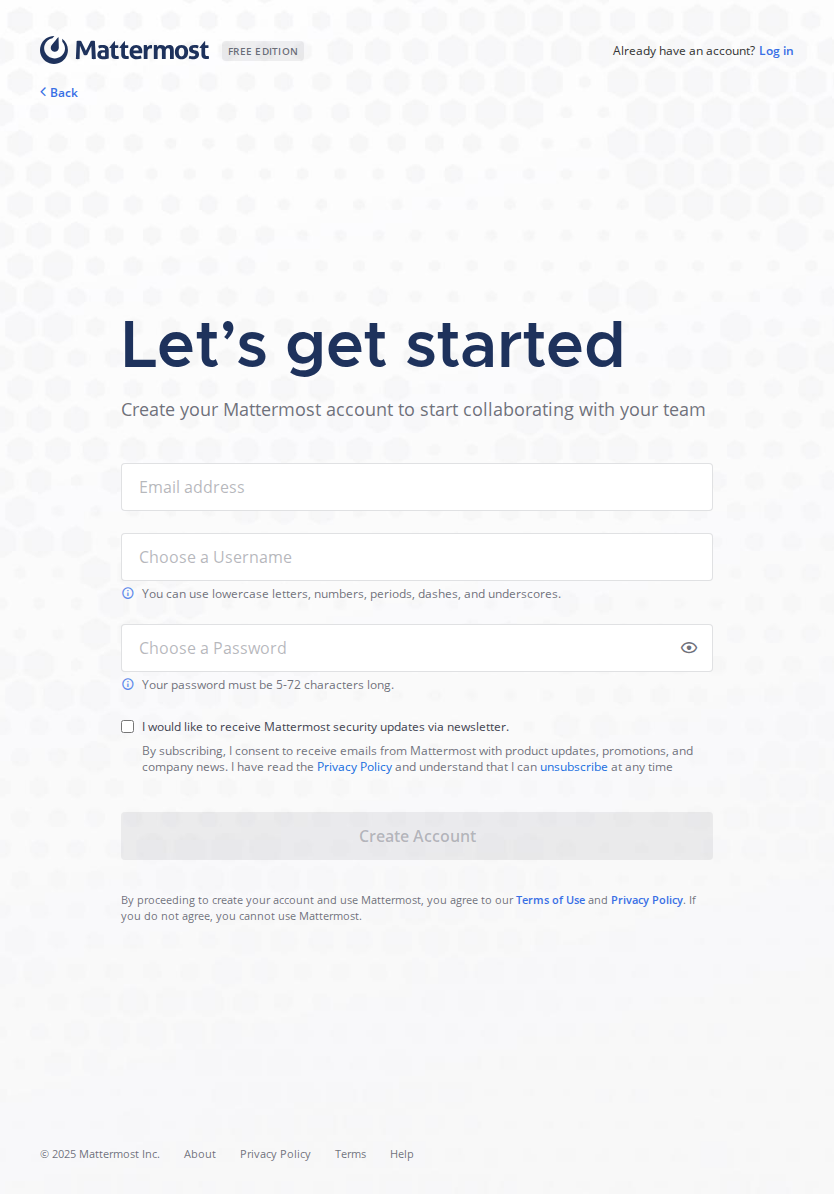 Mattermost FREE EDITION
Already have an account? Log in
Back
Let’s get started
Create your Mattermost account to start collaborating with your team
Email address
Choose a Username
You can use lowercase letters, numbers, periods, dashes, and underscores.
Choose a Password
Your password must be 5-72 characters long.
I would like to receive Mattermost security updates via newsletter.
By subscribing, I consent to receive emails from Mattermost with product updates, promotions, and
company news. I have read the Privacy Policy and understand that I can unsubscribe at any time
Create Account
By proceeding to create your account and use Mattermost, you agree to our Terms of Use and Privacy Policy. If
you do not agree, you cannot use Mattermost.
© 2025 Mattermost Inc. About Privacy Policy Terms Help